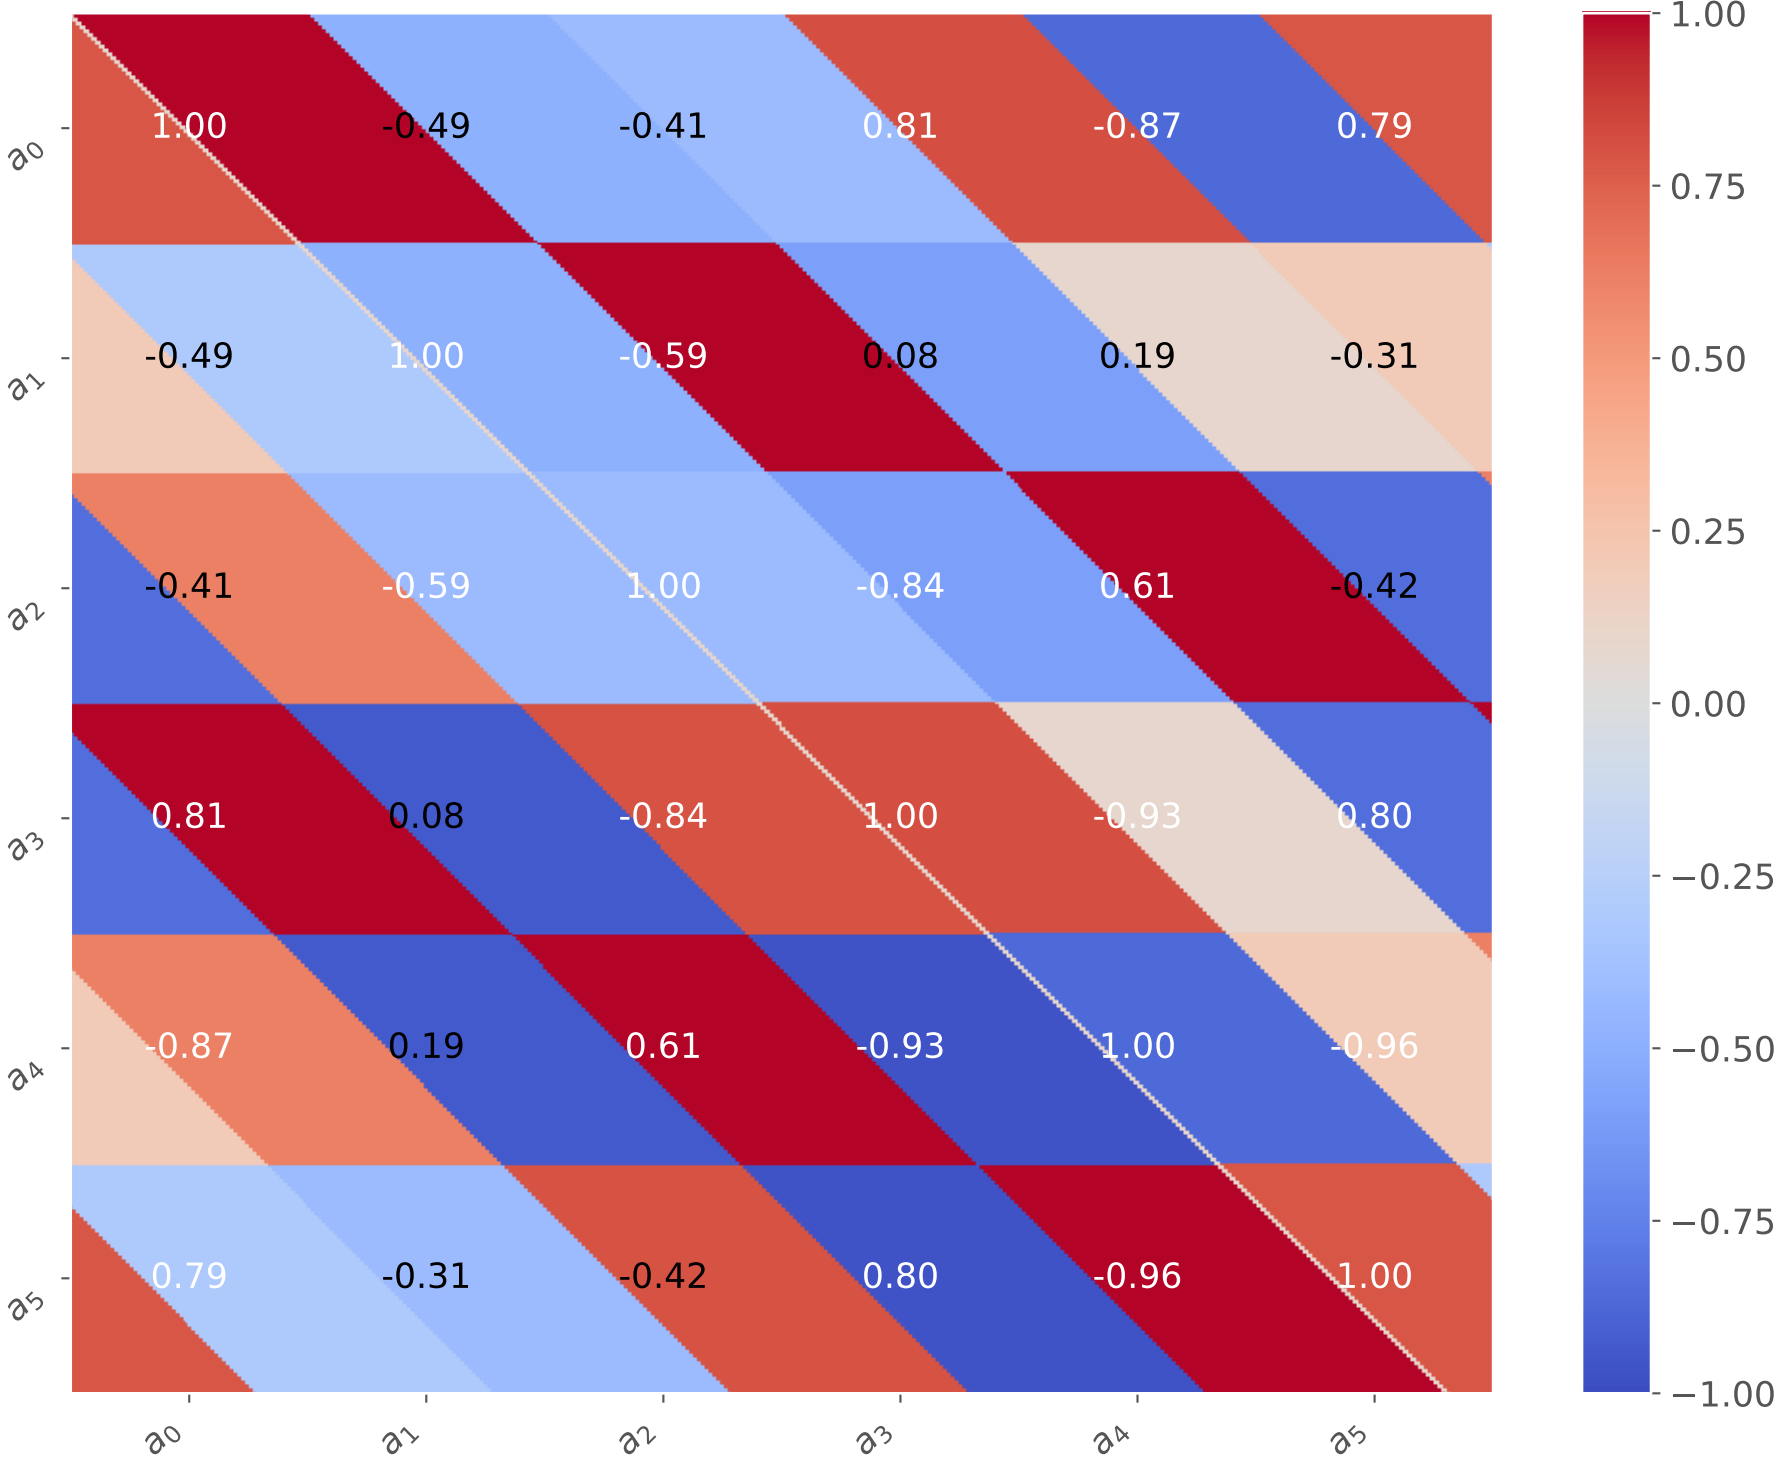 1.00
a0 1.00 -0.49 -0.41 0.81 -0.87 0.79
0.75
a1 -0.49 1.00 -0.59 0.08 0.19 -0.31
0.50
0.25
a2 -0.41 -0.59 1.00 -0.84 0.61 -0.42
0.00
a3 0.81 0.08 -0.84 1.00 -0.93 0.80
−0.25
a4 -0.87 0.19 0.61 -0.93 1.00 -0.96
−0.50
−0.75
a5 0.79 -0.31 -0.42 0.80 -0.96 1.00
−1.00
a0 a1 a2 a3 a4 a5